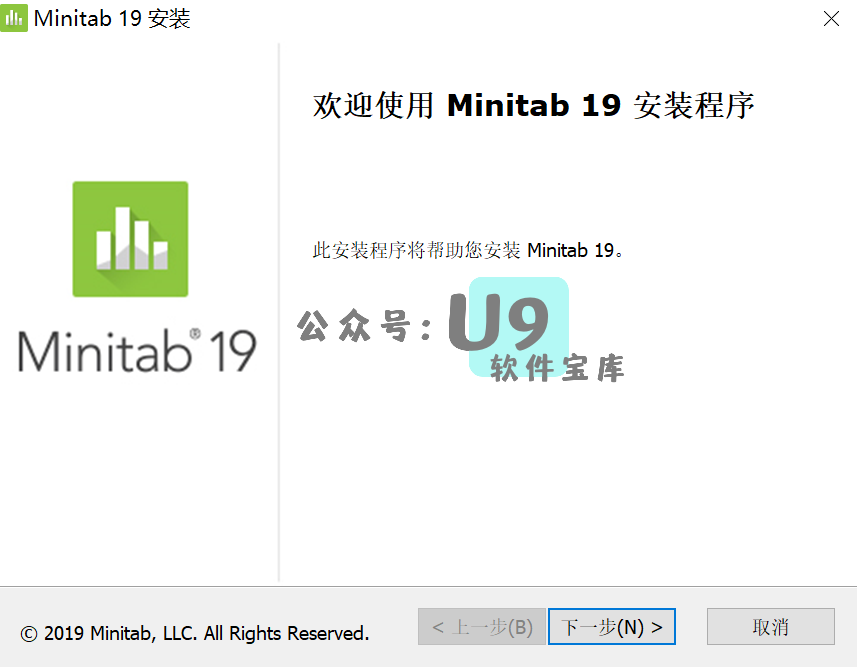 Minitab 19 安装
欢迎使用 Minitab 19 安装程序
此安装程序将帮助您安装 Minitab 19。
公众号：U9
软件宝库
Minitab® 19
© 2019 Minitab, LLC. All Rights Reserved.
< 上一步(B)
下一步(N) >
取消